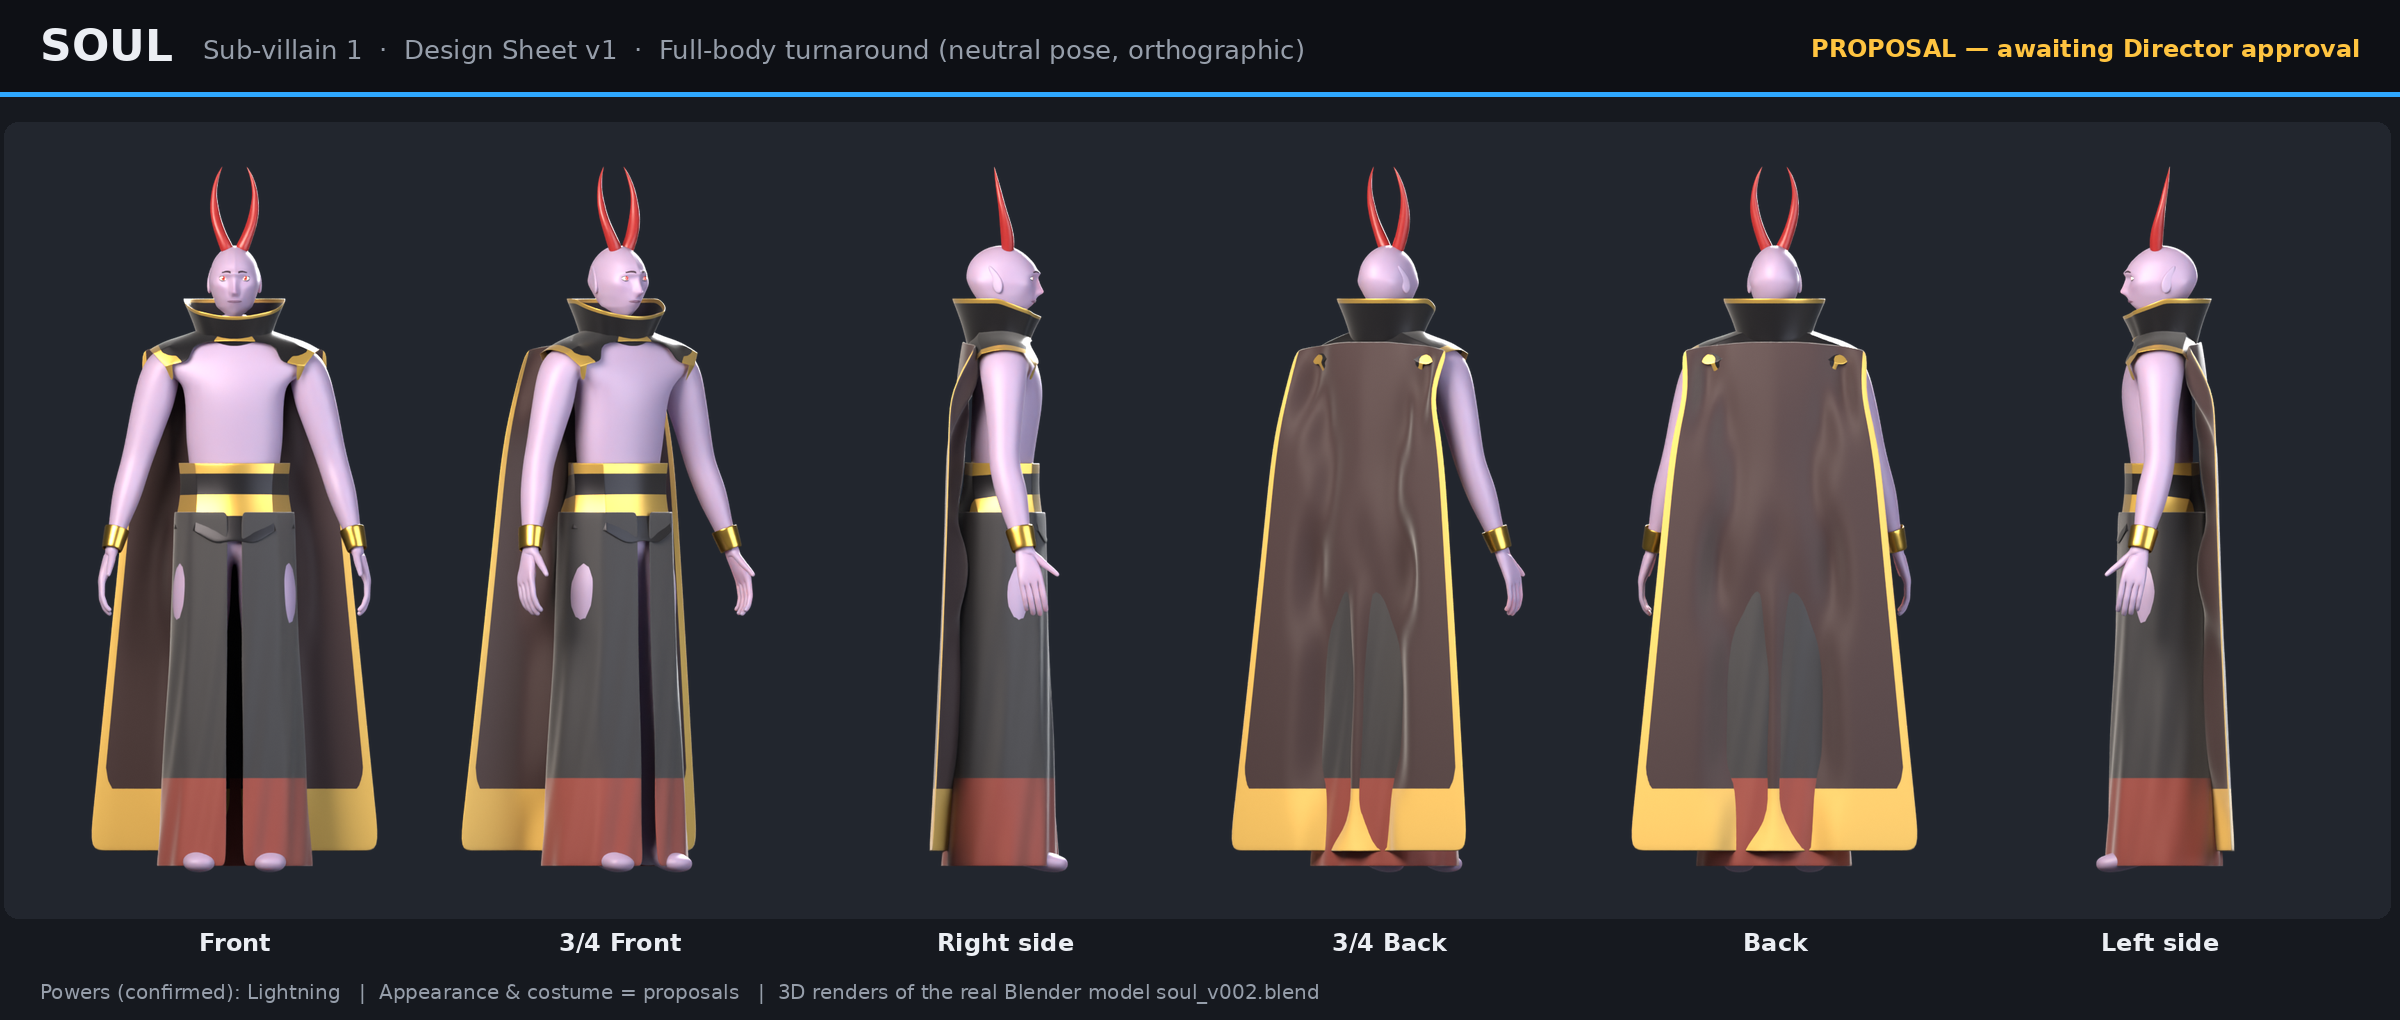 SOUL Sub-villain 1 · Design Sheet v1 · Full-body turnaround (neutral pose, orthographic) PROPOSAL — awaiting Director approval
Front 3/4 Front Right side 3/4 Back Back Left side
Powers (confirmed): Lightning | Appearance & costume = proposals | 3D renders of the real Blender model soul_v002.blend